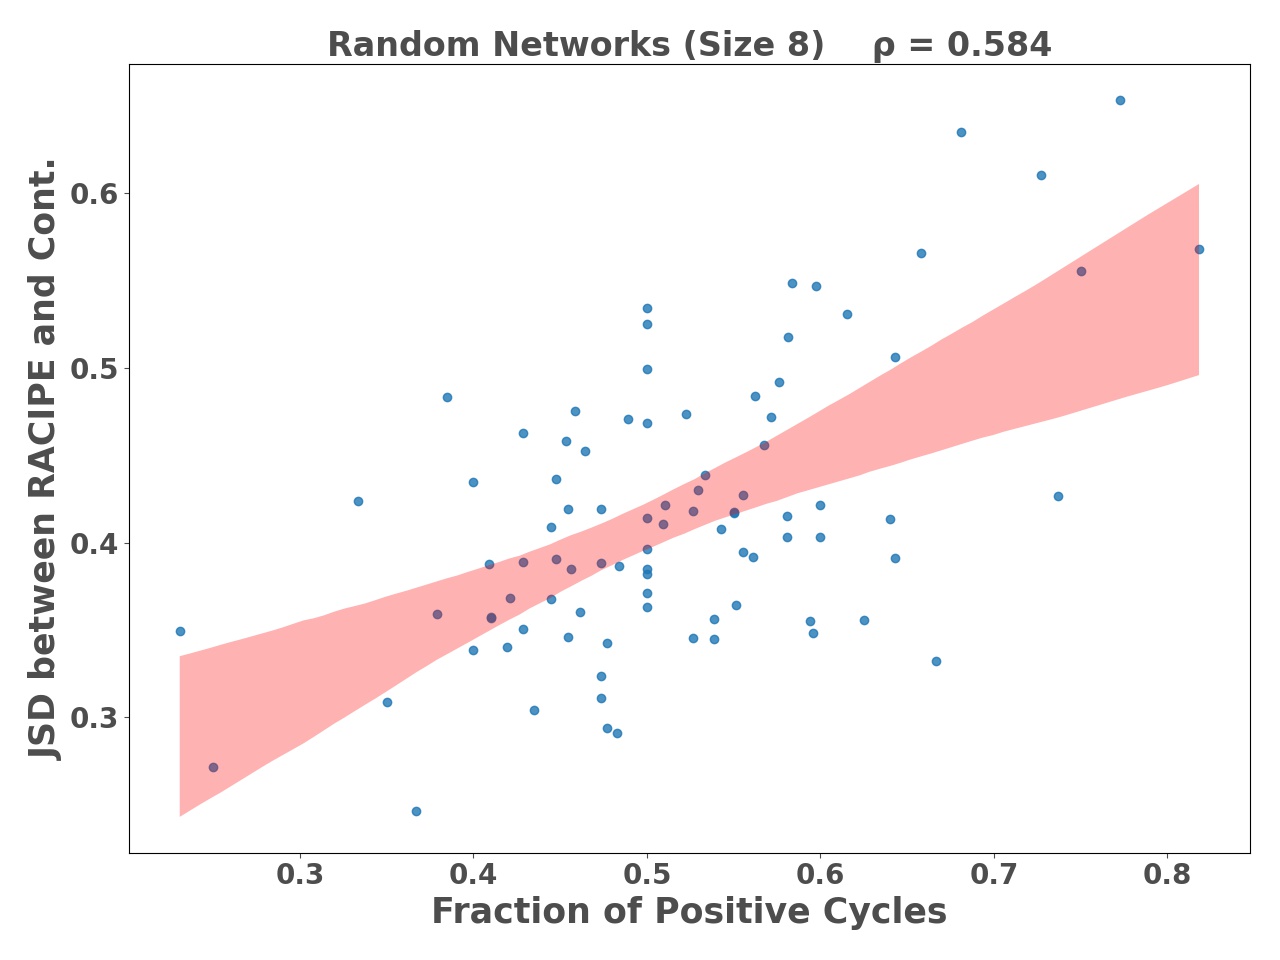 Random Networks (Size 8)    ρ = 0.584
JSD between RACIPE and Cont.
0.6
0.5
0.4
0.3
0.3 0.4 0.5 0.6 0.7 0.8
Fraction of Positive Cycles